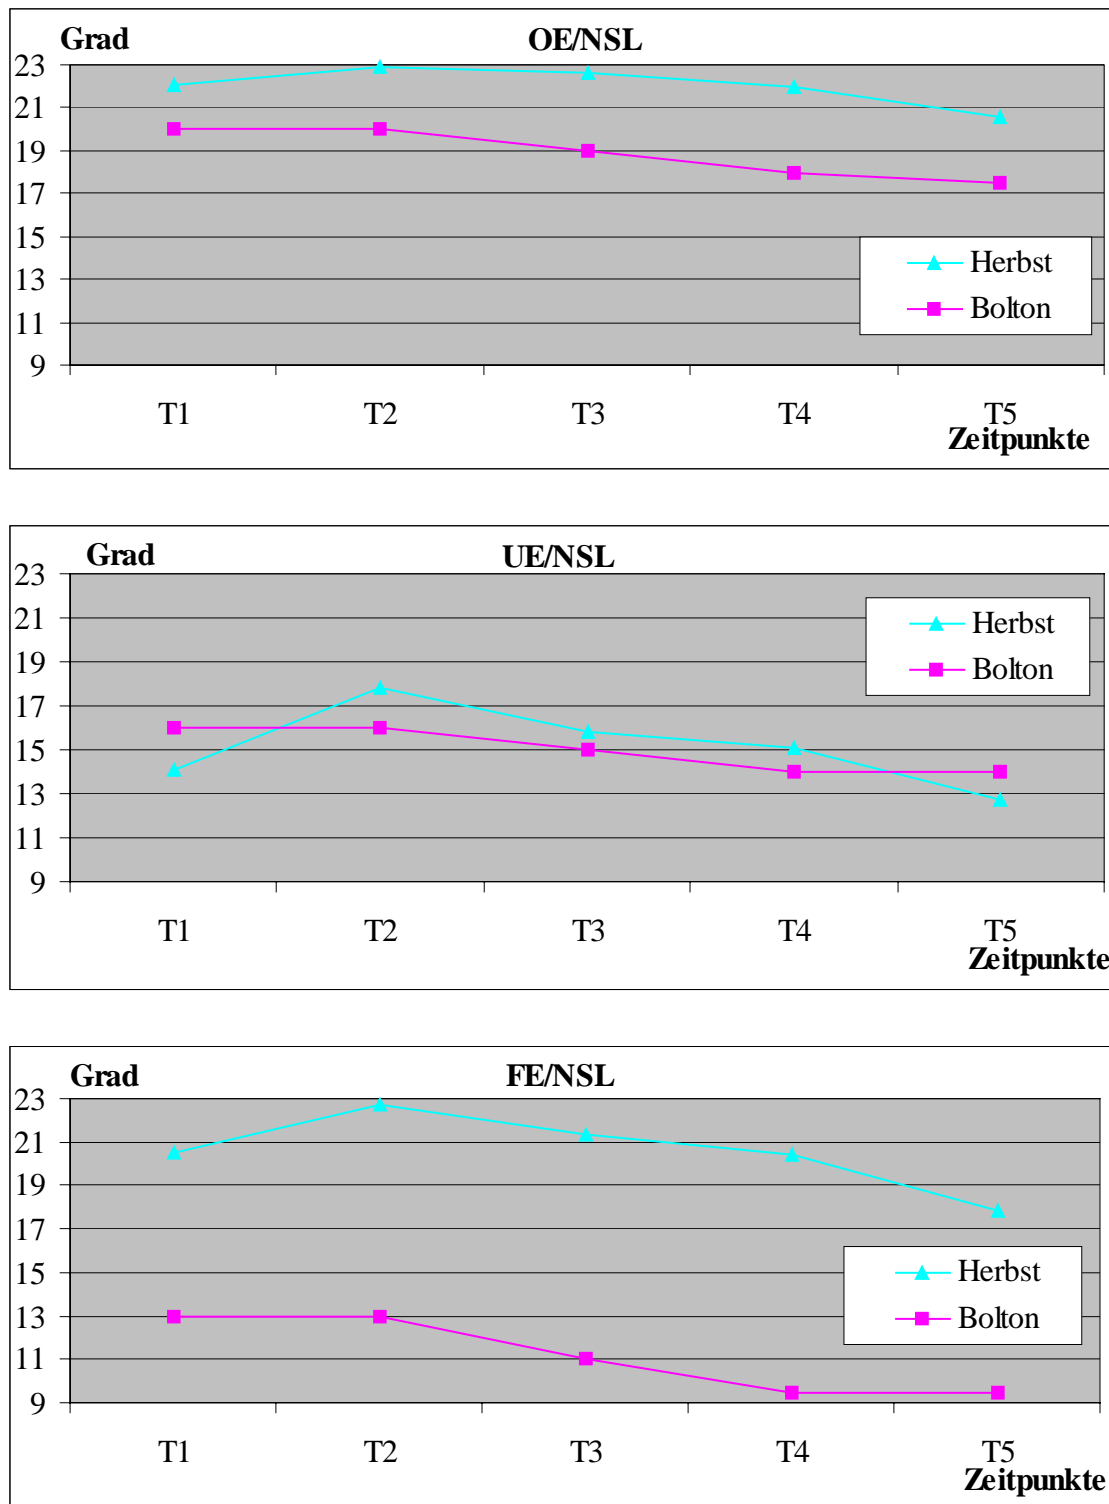 Grad OE/NSL
23
21
19
17
15
13
11
9
Herbst
Bolton
T1 T2 T3 T4 T5
Zeitpunkte
Grad UE/NSL
23
21
19
17
15
13
11
9
Herbst
Bolton
T1 T2 T3 T4 T5
Zeitpunkte
Grad FE/NSL
23
21
19
17
15
13
11
9
Herbst
Bolton
T1 T2 T3 T4 T5
Zeitpunkte